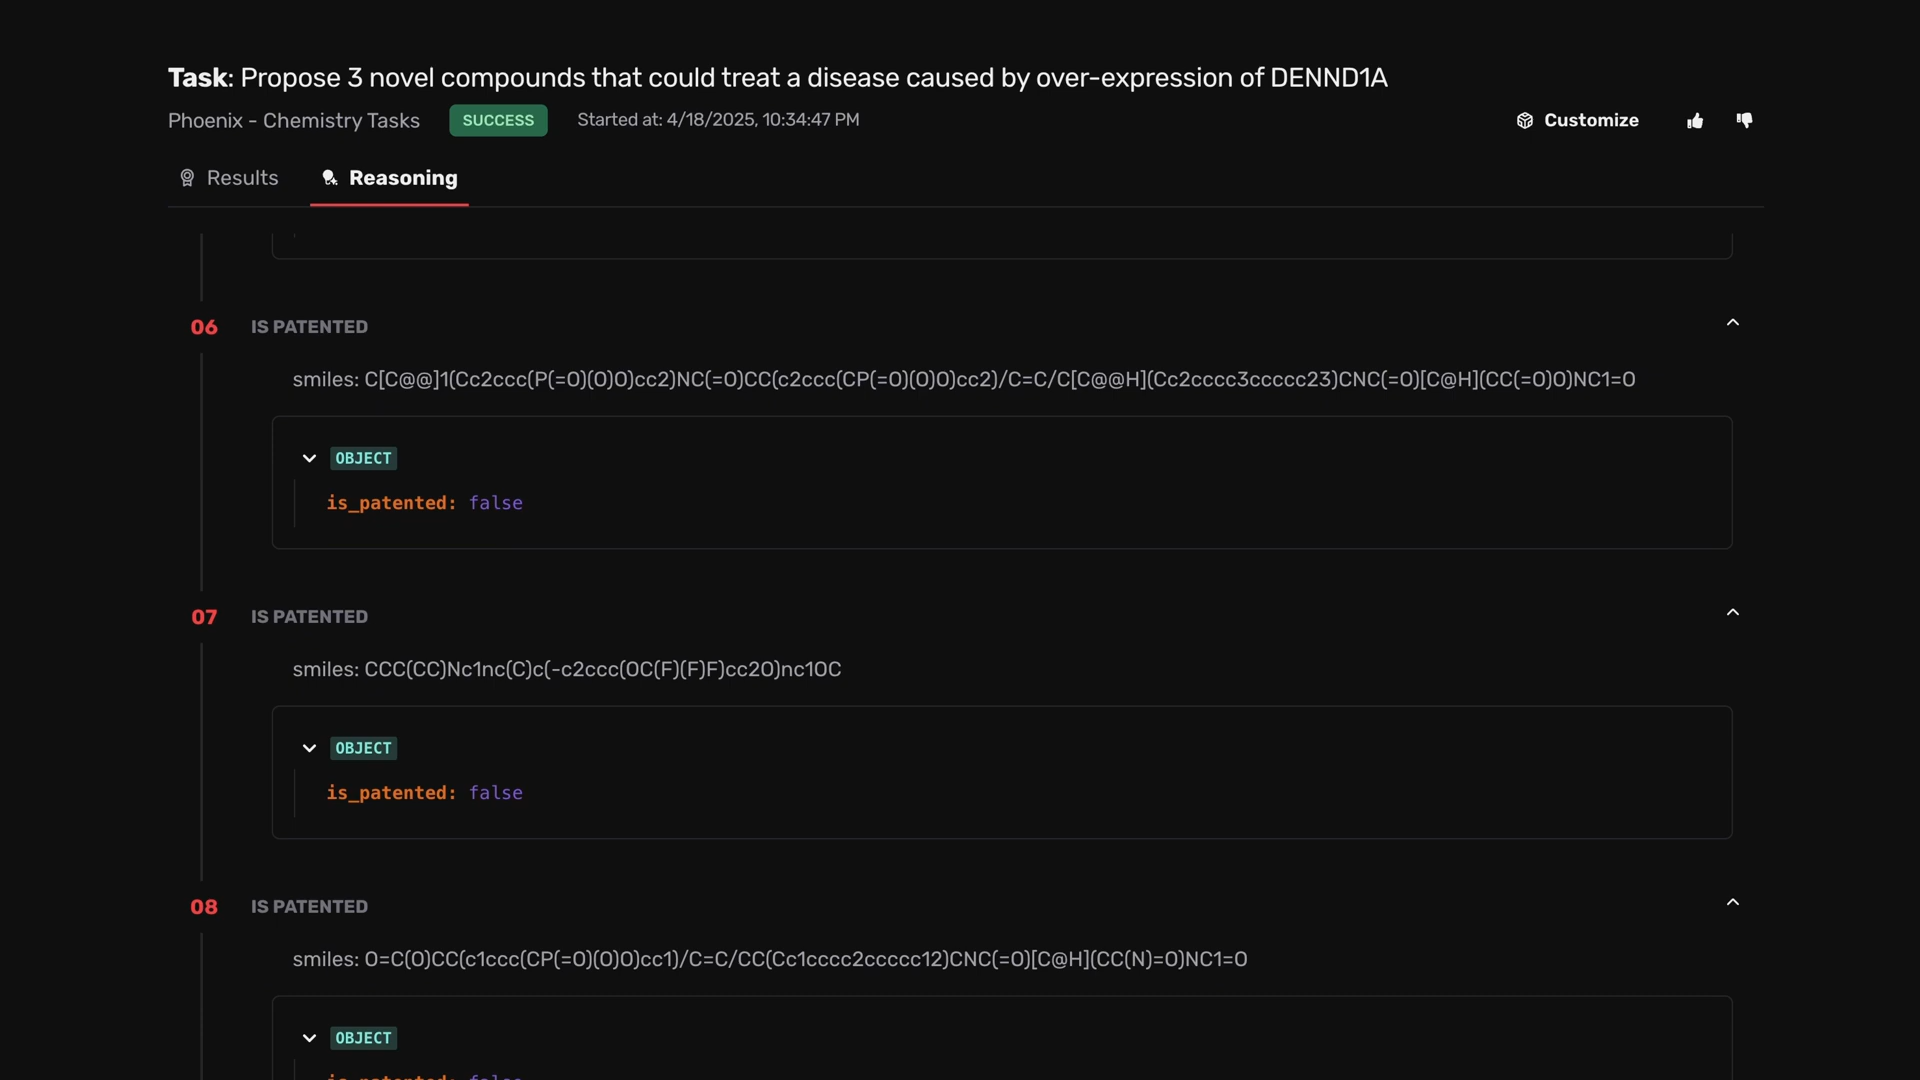 Task: Propose 3 novel compounds that could treat a disease caused by over-expression of DENND1A
Phoenix - Chemistry Tasks SUCCESS Started at: 4/18/2025, 10:34:47 PM Customize
Results Reasoning
06 IS PATENTED
smiles: C[C@@]1(Cc2ccc(P(=O)(O)O)cc2)NC(=O)CC(c2ccc(CP(=O)(O)O)cc2)/C=C/C[C@@H](Cc2cccc3ccccc23)CNC(=O)[C@H](CC(=O)O)NC1=O
OBJECT
is_patented: false
07 IS PATENTED
smiles: CCC(CC)Nc1nc(C)c(-c2ccc(OC(F)(F)F)cc2O)nc1OC
OBJECT
is_patented: false
08 IS PATENTED
smiles: O=C(O)CC(c1ccc(CP(=O)(O)O)cc1)/C=C/CC(Cc1cccc2ccccc12)CNC(=O)[C@H](CC(N)=O)NC1=O
OBJECT
is_patented: false